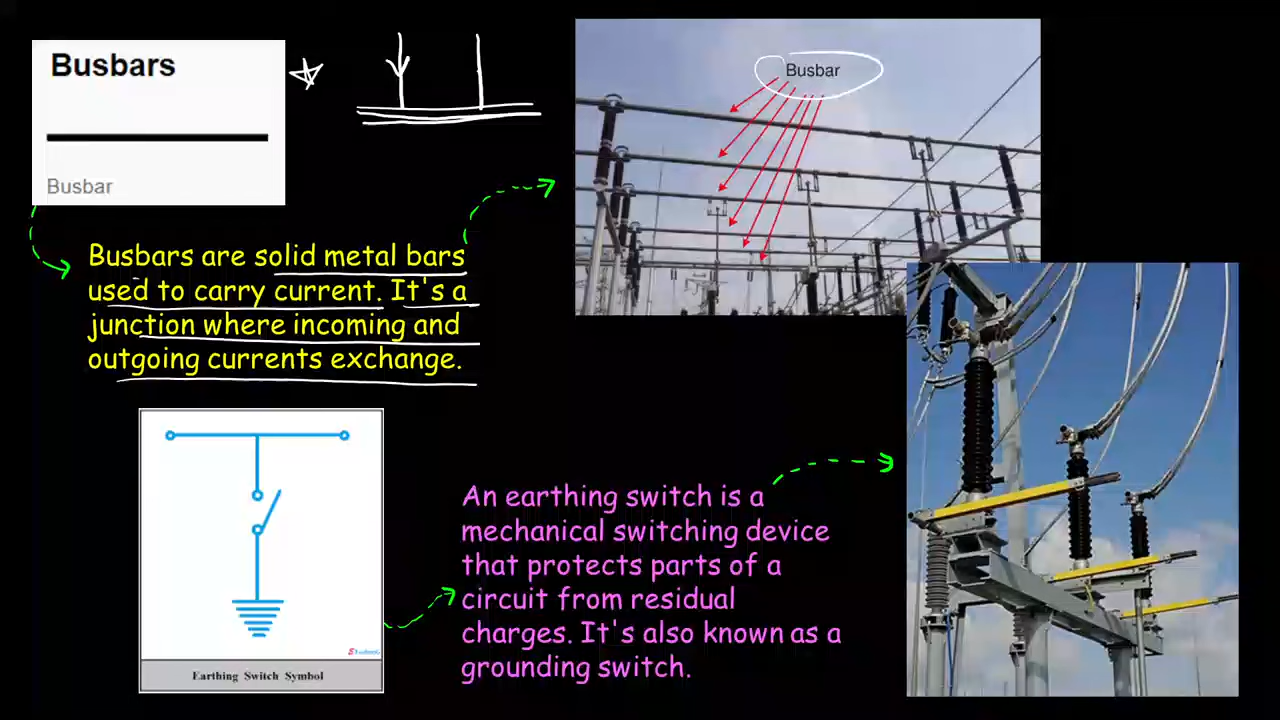 Busbars
Busbar
Busbar
Busbars are solid metal bars
used to carry current. It's a
junction where incoming and
outgoing currents exchange.
An earthing switch is a
mechanical switching device
that protects parts of a
circuit from residual
charges. It's also known as a
grounding switch.
Earthing Switch Symbol